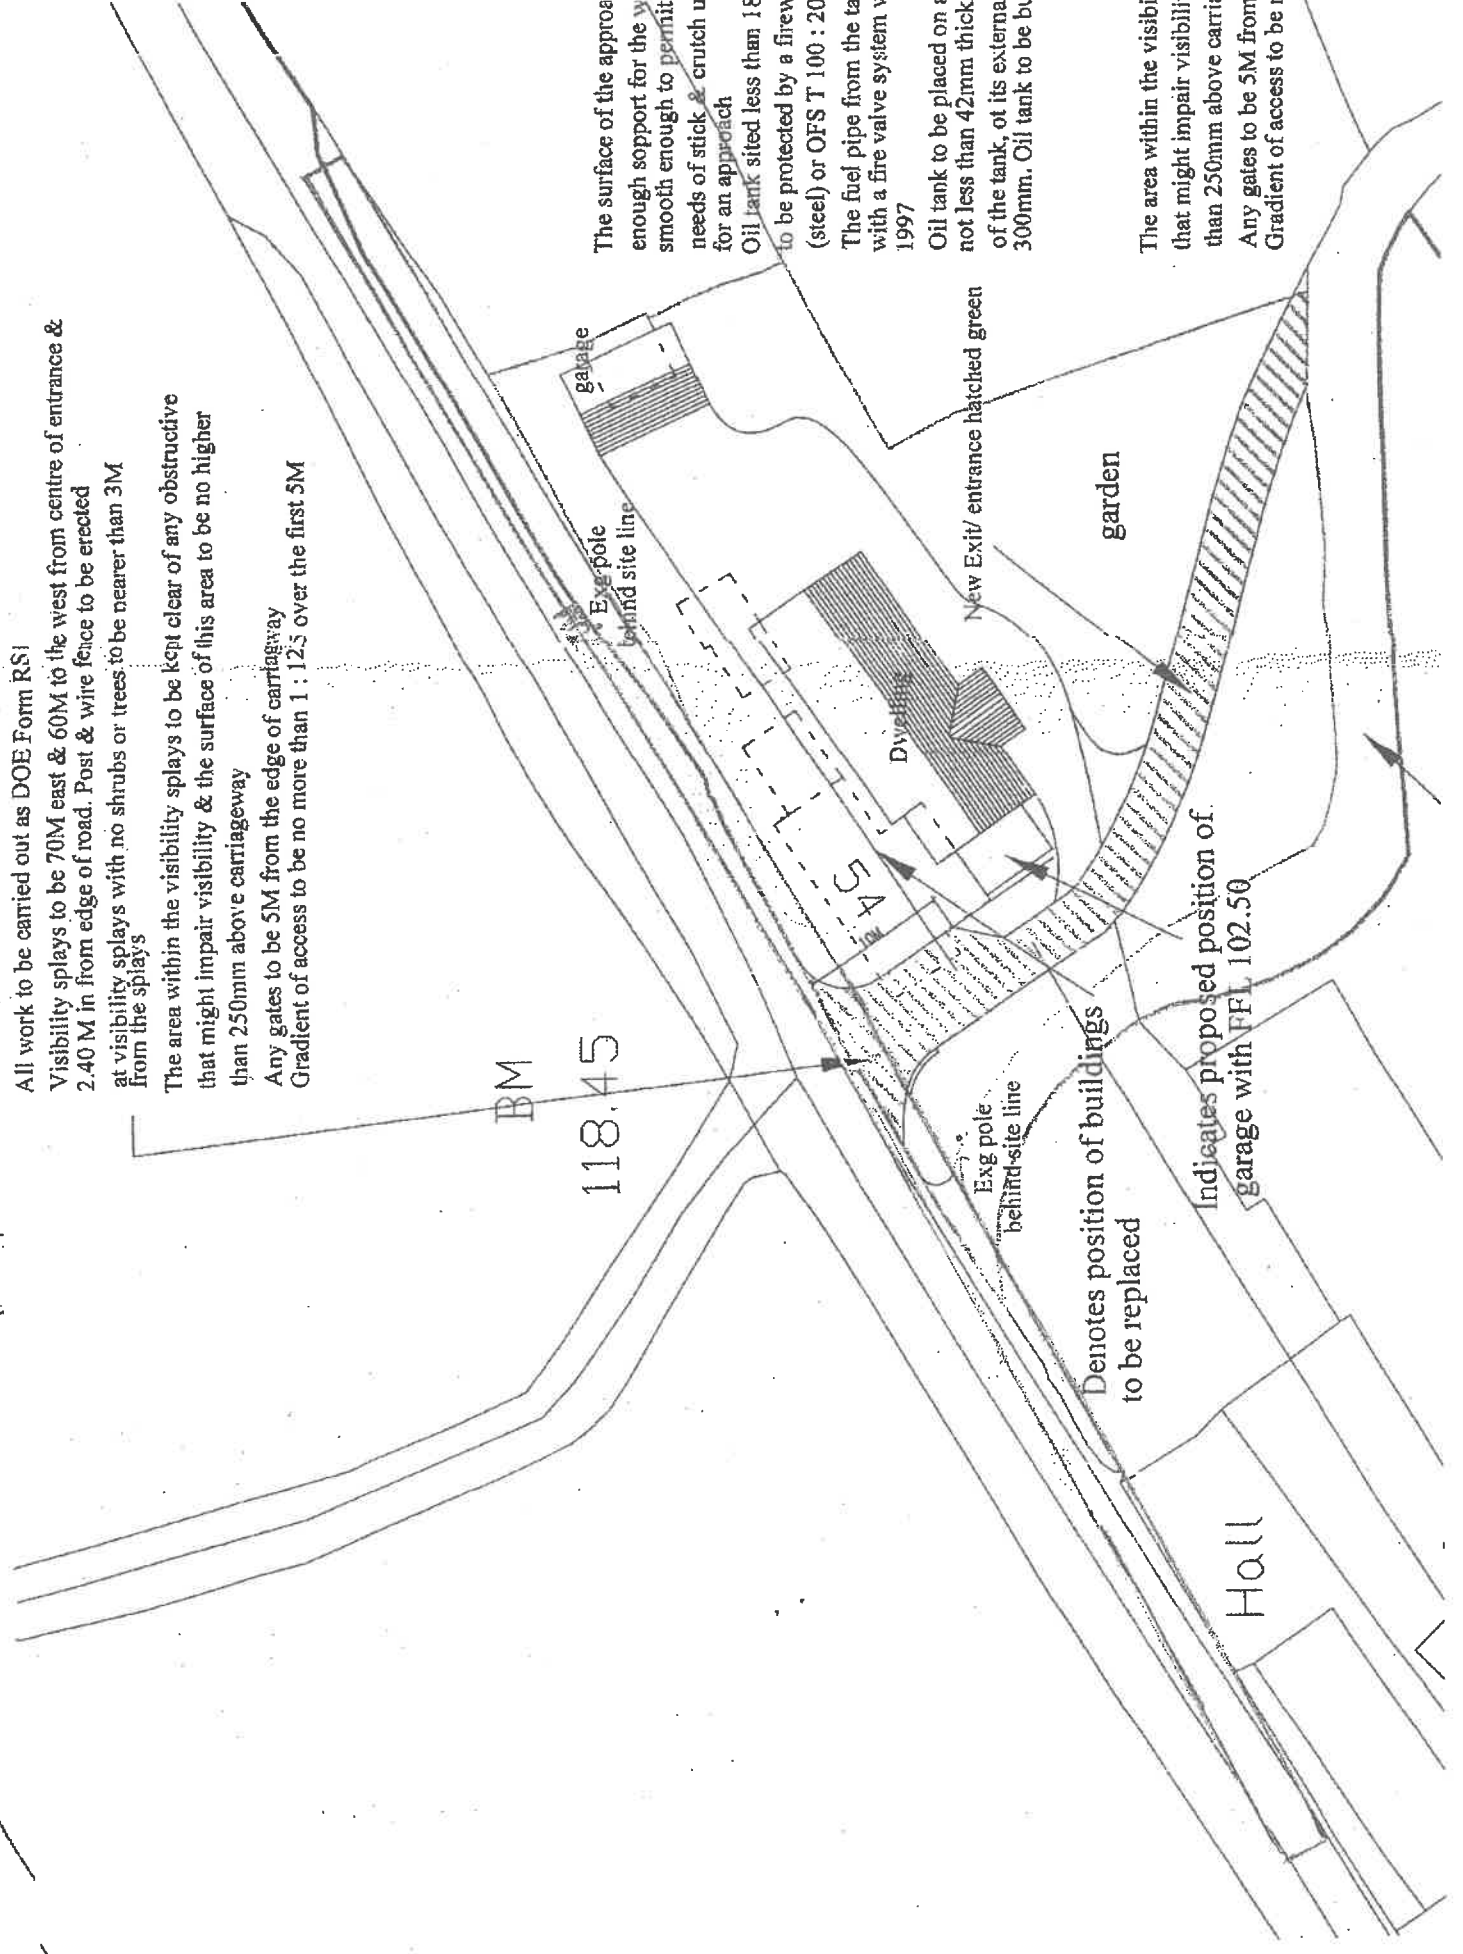 All work to be carried out as DOE Form RS1
Visibility splays to be 70M east & 60M to the west from centre of entrance &
2.40 M in from edge of road. Post & wire fence to be erected
at visibility splays with no shrubs or trees to be nearer than 3M
from the splays
The area within the visibility splays to be kept clear of any obstructive
that might impair visibility & the surface of this area to be no higher
than 250mm above carriageway
Any gates to be 5M from the edge of carriagway
Gradient of access to be no more than 1 : 12.5 over the first 5M
BM
118.45
The surface of the approa
enough sopport for the w
smooth enough to permit
needs of stick & crutch u
for an approach
Oil tank sited less than 18
to be protected by a firew
(steel) or OFS T 100 : 20
The fuel pipe from the ta
with a fire valve system w
1997
Oil tank to be placed on a
not less than 42mm thick
of the tank, ot its externa
300mm. Oil tank to be bu
The area within the visibi
that might impair visibili
than 250mm above carria
Any gates to be 5M from
Gradient of access to be n
garage
Exg pole
behind site line
54
10M
Dwelling
New Exit/ entrance hatched green
garden
Exg pole
behind site line
Denotes position of buildings
to be replaced
Indicates proposed position of
garage with FFL 102.50
Hall